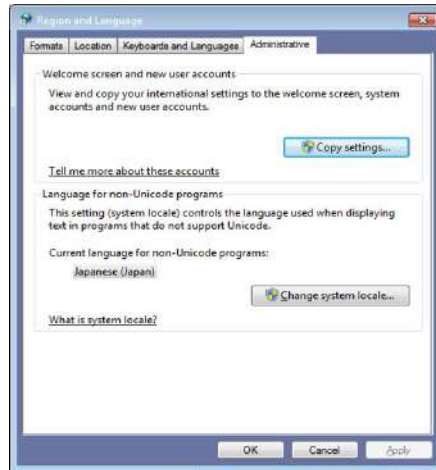 Region and Language
Formats Location Keyboards and Languages Administrative
Welcome screen and new user accounts
View and copy your international settings to the welcome screen, system
accounts and new user accounts.
Copy settings...
Tell me more about these accounts
Language for non-Unicode programs
This setting (system locale) controls the language used when displaying
text in programs that do not support Unicode.
Current language for non-Unicode programs:
Japanese (Japan)
Change system locale...
What is system locale?
OK Cancel Apply